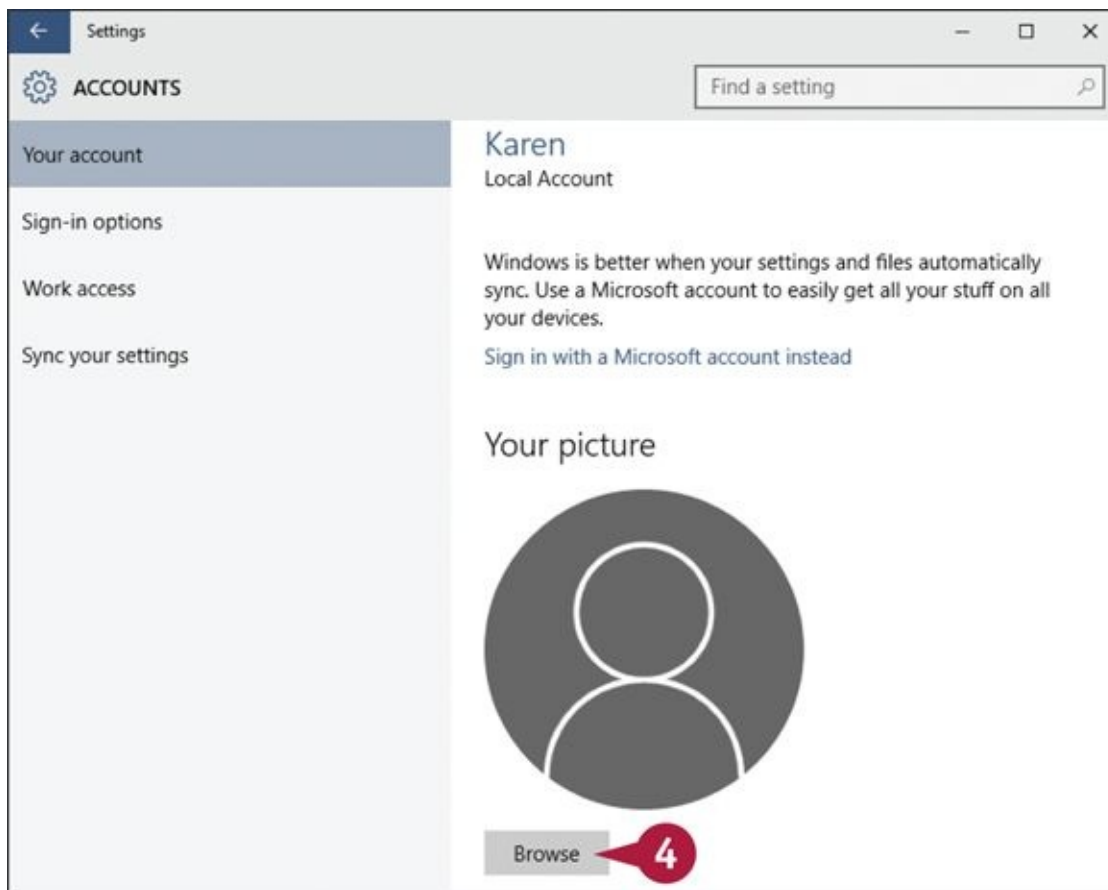 Settings
ACCOUNTS
Find a setting
Your account
Sign-in options
Work access
Sync your settings
Karen
Local Account
Windows is better when your settings and files automatically
sync. Use a Microsoft account to easily get all your stuff on all
your devices.
Sign in with a Microsoft account instead
Your picture
Browse
4